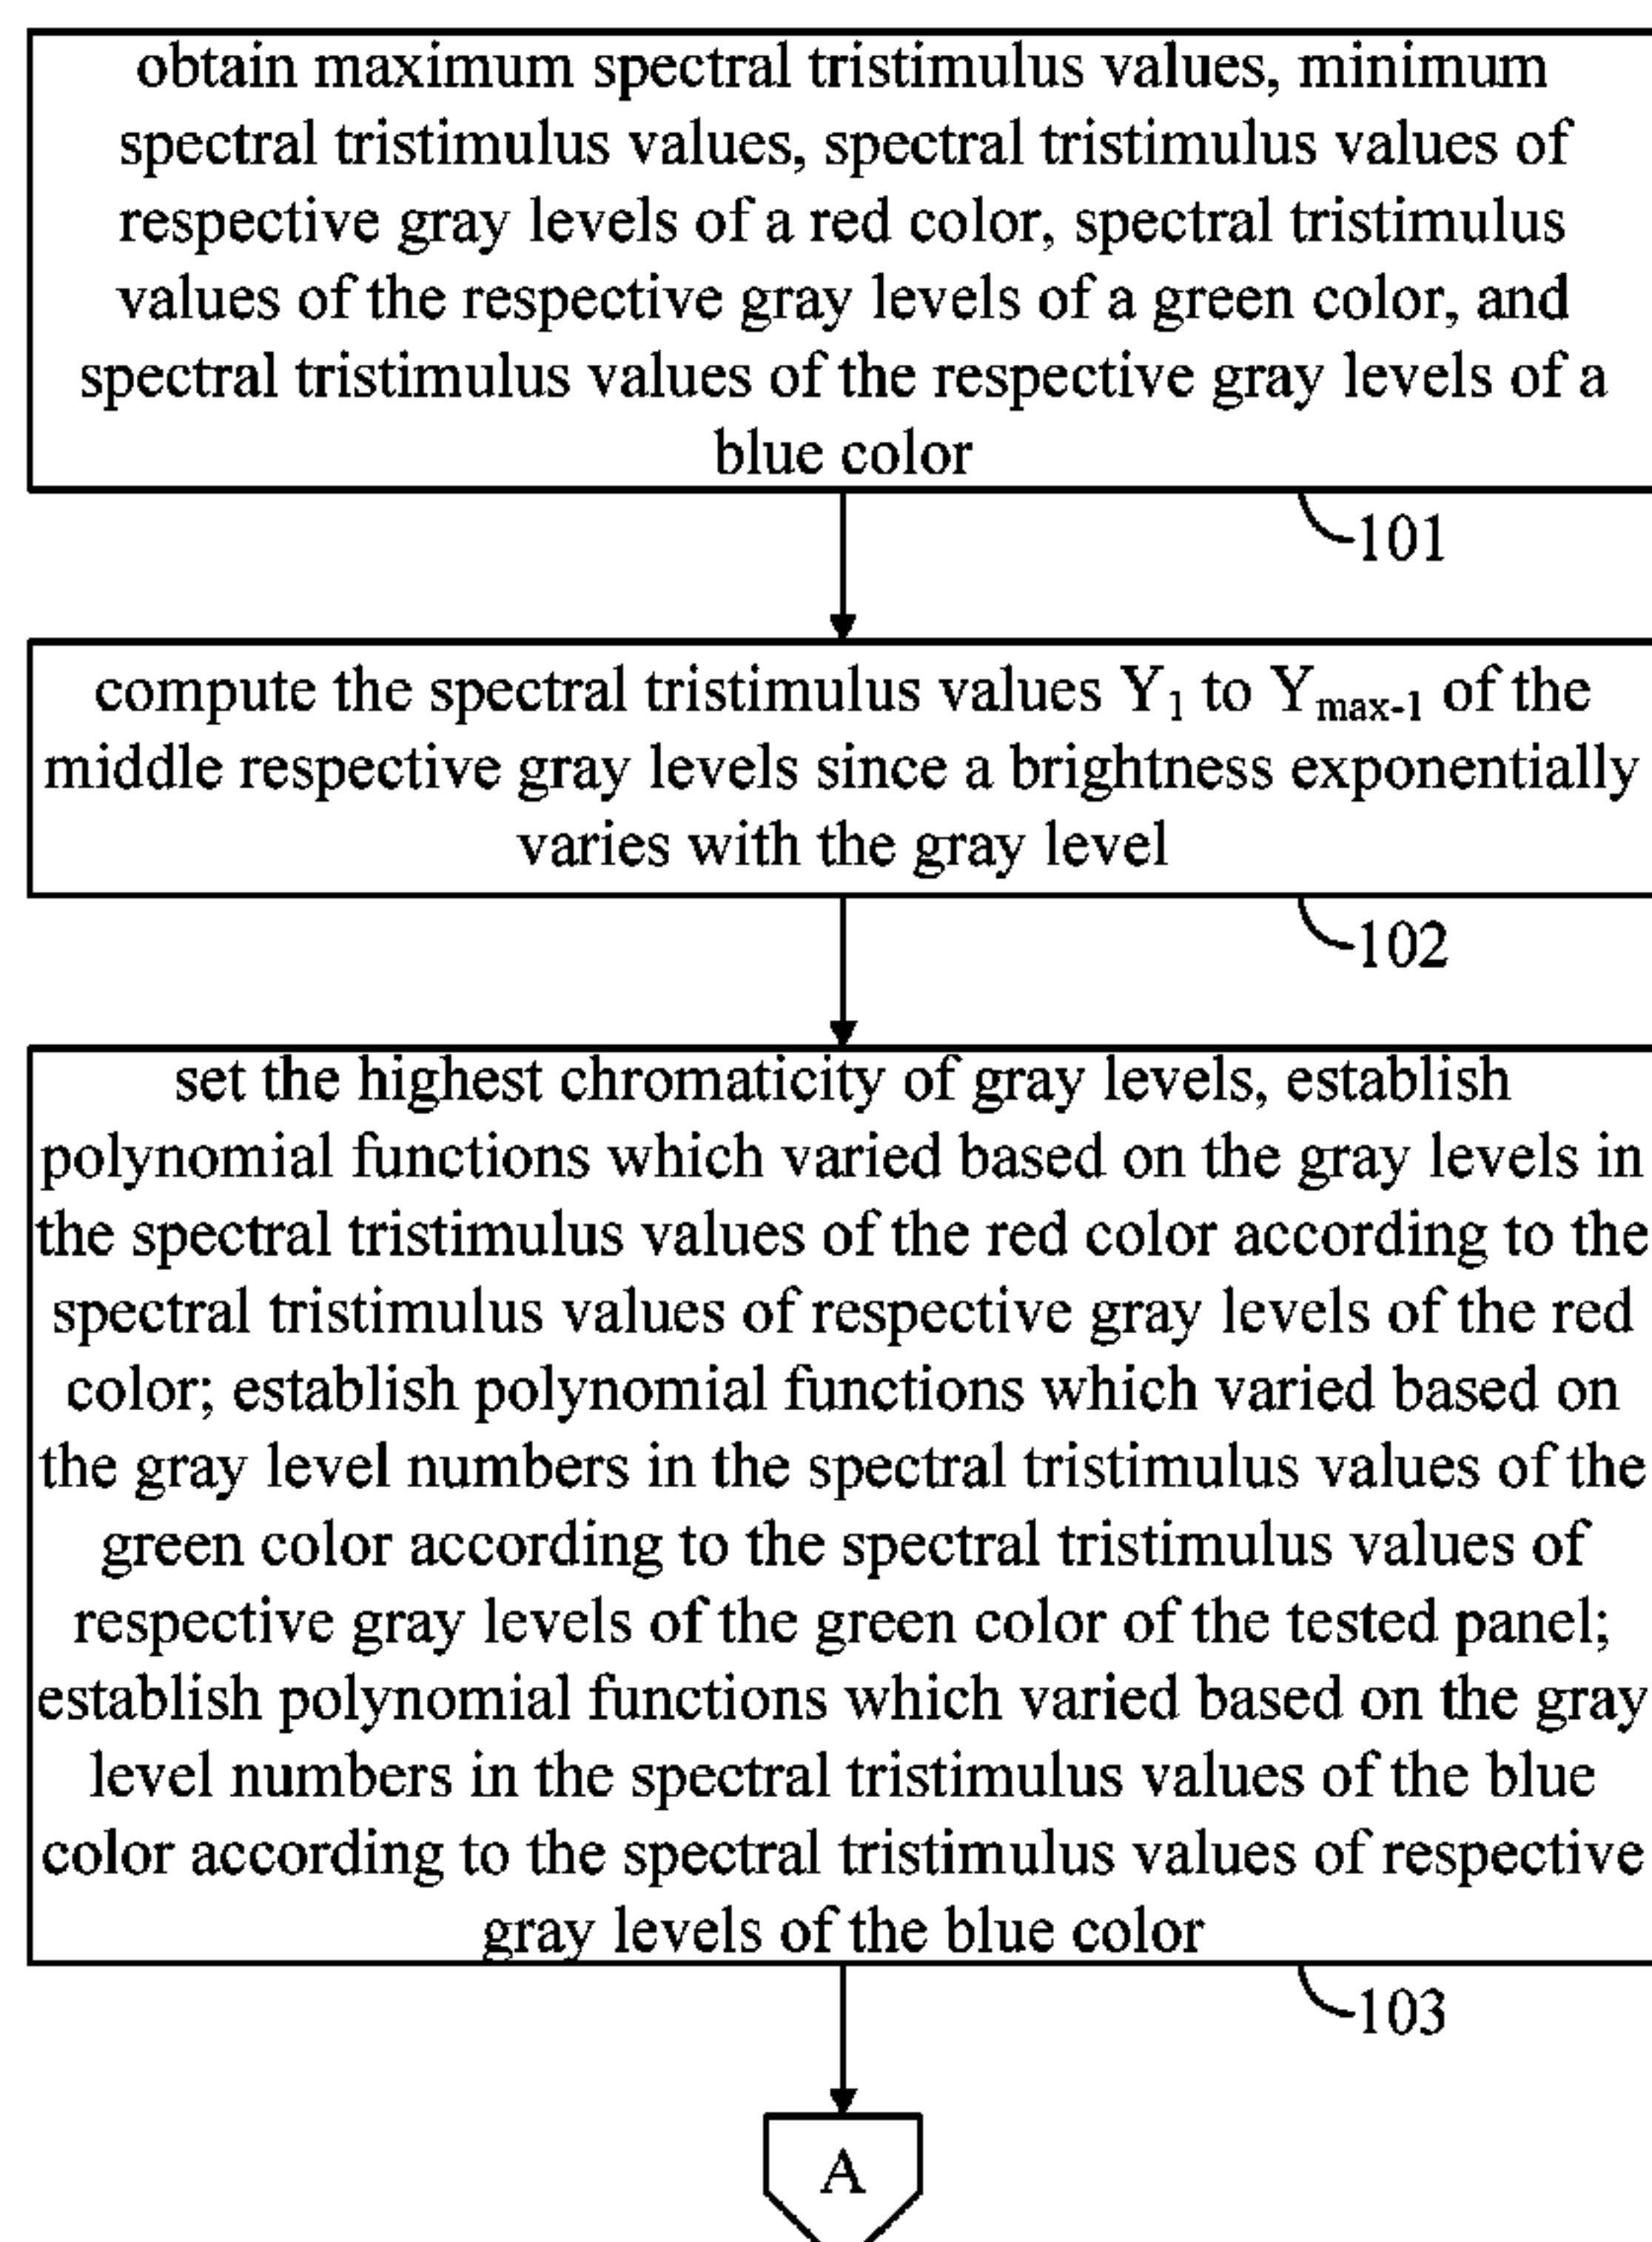 obtain maximum spectral tristimulus values, minimum
spectral tristimulus values, spectral tristimulus values of
respective gray levels of a red color, spectral tristimulus
values of the respective gray levels of a green color, and
spectral tristimulus values of the respective gray levels of a
blue color
101
compute the spectral tristimulus values Y₁ to Yₘₐₓ₋₁ of the
middle respective gray levels since a brightness exponentially
varies with the gray level
102
set the highest chromaticity of gray levels, establish
polynomial functions which varied based on the gray levels in
the spectral tristimulus values of the red color according to the
spectral tristimulus values of respective gray levels of the red
color; establish polynomial functions which varied based on
the gray level numbers in the spectral tristimulus values of the
green color according to the spectral tristimulus values of
respective gray levels of the green color of the tested panel;
establish polynomial functions which varied based on the gray
level numbers in the spectral tristimulus values of the blue
color according to the spectral tristimulus values of respective
gray levels of the blue color
103
A